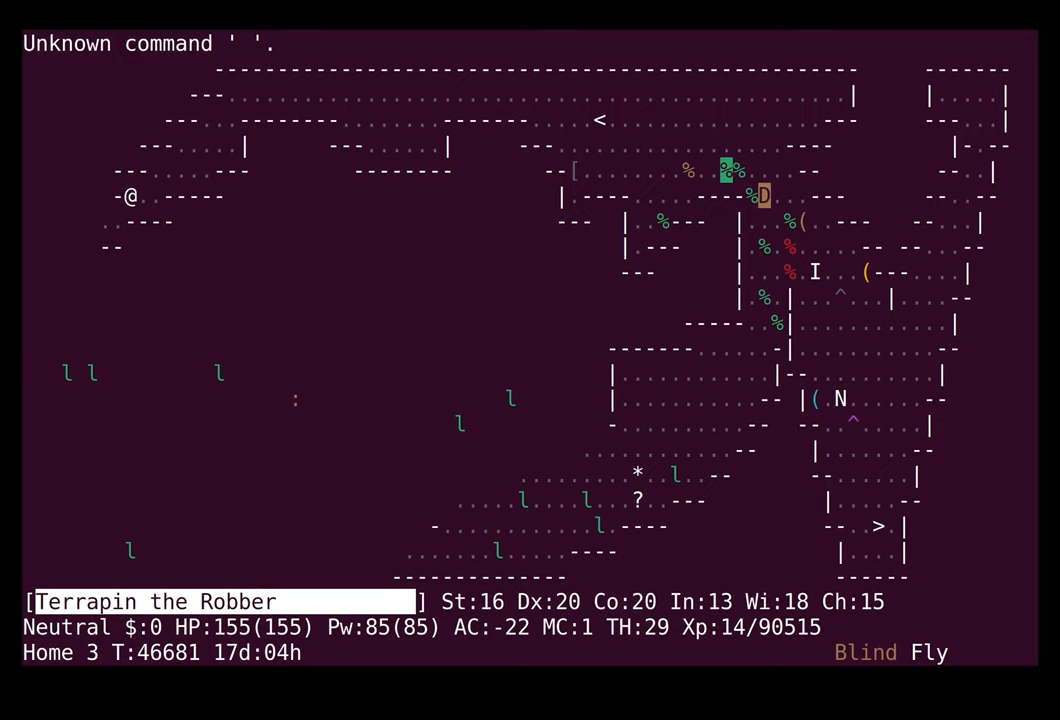 Unknown command ' '.
[Terrapin the Robber ] St:16 Dx:20 Co:20 In:13 Wi:18 Ch:15
Neutral $:0 HP:155(155) Pw:85(85) AC:-22 MC:1 TH:29 Xp:14/90515
Home 3 T:46681 17d:04h Blind Fly